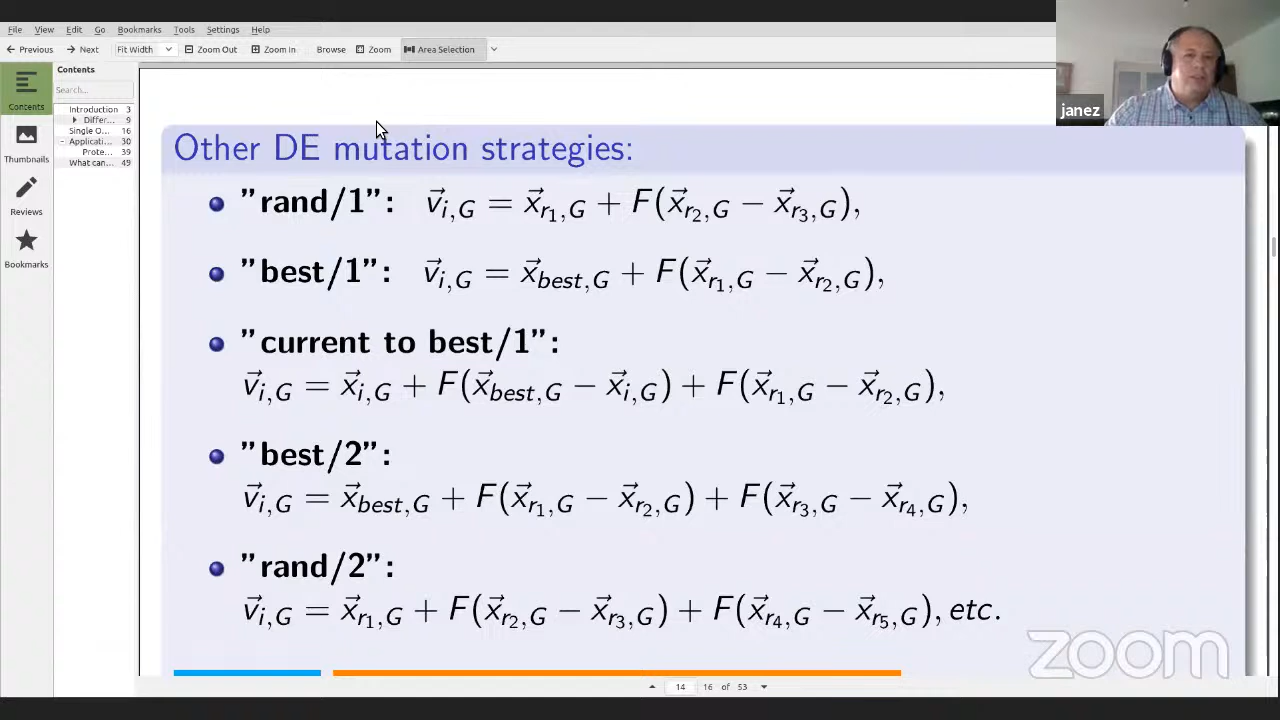 File View Edit Go Bookmarks Tools Settings Help
Previous Next Fit Width Zoom Out Zoom In Browse Zoom Area Selection
Contents
Search...
Contents
Thumbnails
Reviews
Bookmarks
Introduction 3
Differ... 9
Single O... 16
Applicati... 30
Prote... 39
What can... 49
janez
Other DE mutation strategies:
"rand/1": v⃗_{i,G} = x⃗_{r₁,G} + F(x⃗_{r₂,G} − x⃗_{r₃,G}),
"best/1": v⃗_{i,G} = x⃗_{best,G} + F(x⃗_{r₁,G} − x⃗_{r₂,G}),
"current to best/1":
v⃗_{i,G} = x⃗_{i,G} + F(x⃗_{best,G} − x⃗_{i,G}) + F(x⃗_{r₁,G} − x⃗_{r₂,G}),
"best/2":
v⃗_{i,G} = x⃗_{best,G} + F(x⃗_{r₁,G} − x⃗_{r₂,G}) + F(x⃗_{r₃,G} − x⃗_{r₄,G}),
"rand/2":
v⃗_{i,G} = x⃗_{r₁,G} + F(x⃗_{r₂,G} − x⃗_{r₃,G}) + F(x⃗_{r₄,G} − x⃗_{r₅,G}), etc.
zoom
14 16 of 53